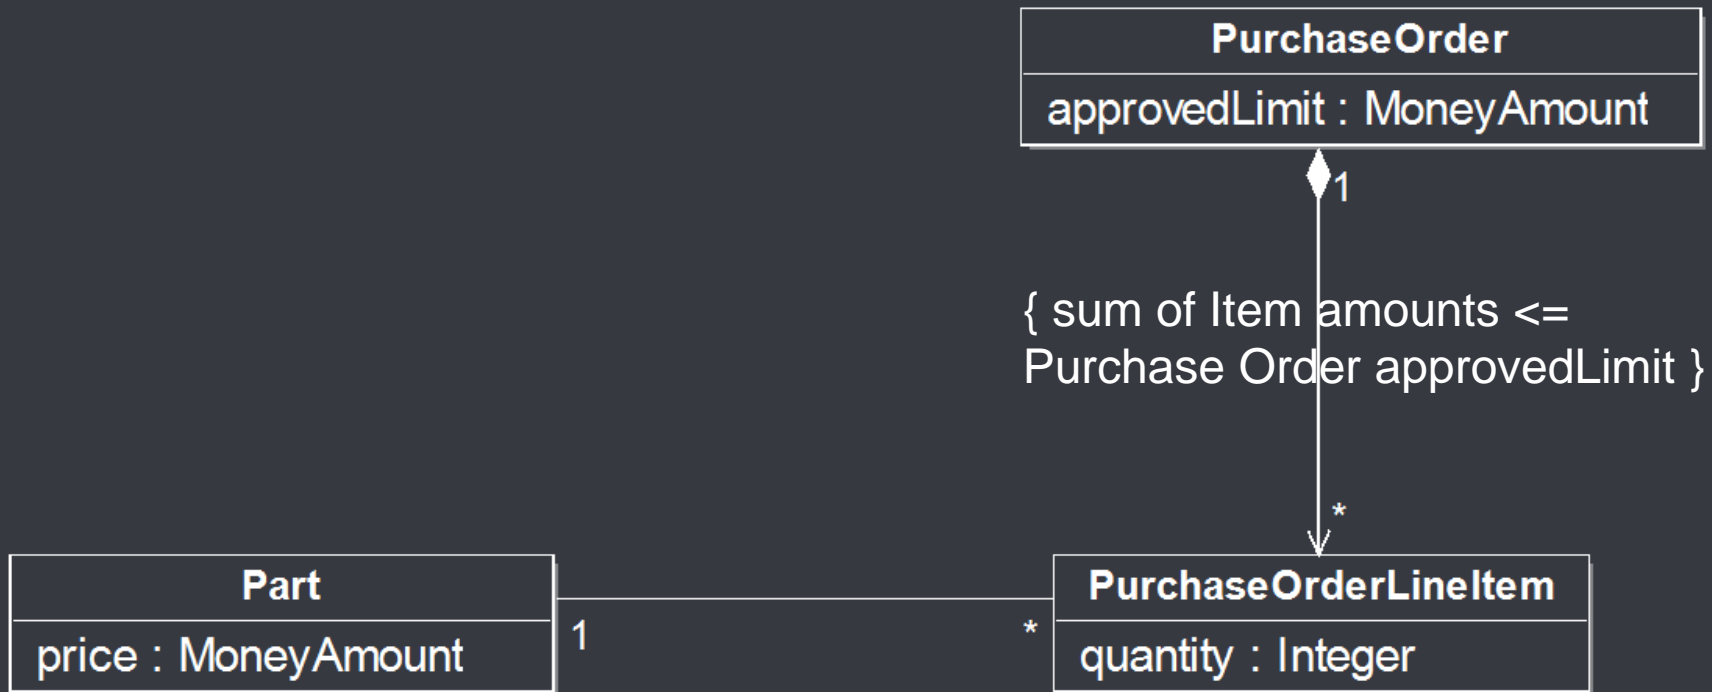 PurchaseOrder
approvedLimit : MoneyAmount
1
{ sum of Item amounts <=
Purchase Order approvedLimit }
*
Part
price : MoneyAmount
1
*
PurchaseOrderLineItem
quantity : Integer